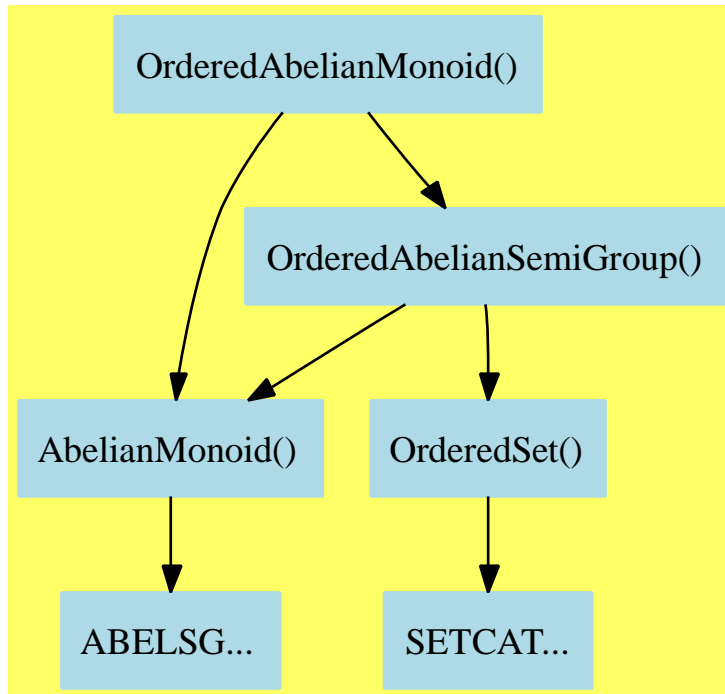 OrderedAbelianMonoid()
OrderedAbelianSemiGroup()
AbelianMonoid()
OrderedSet()
ABELSG...
SETCAT...